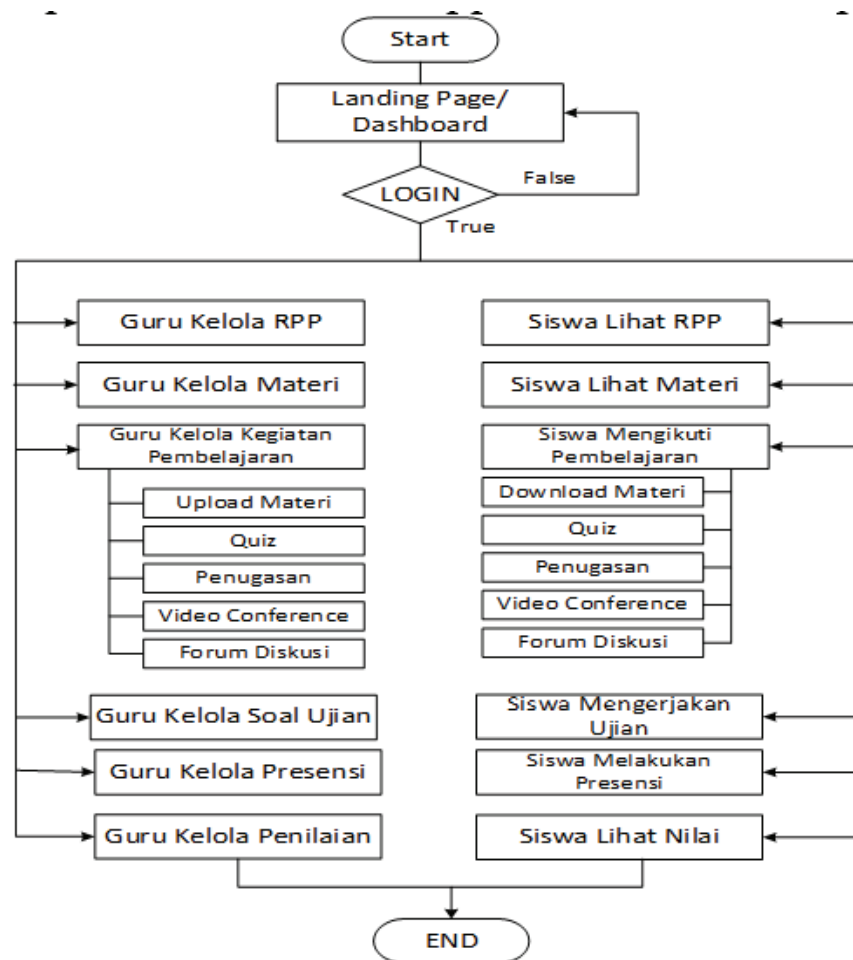 Start
Landing Page/
Dashboard
LOGIN
False
True
Guru Kelola RPP
Siswa Lihat RPP
Guru Kelola Materi
Siswa Lihat Materi
Guru Kelola Kegiatan
Pembelajaran
Siswa Mengikuti
Pembelajaran
Upload Materi
Quiz
Penugasan
Video Conference
Forum Diskusi
Download Materi
Quiz
Penugasan
Video Conference
Forum Diskusi
Guru Kelola Soal Ujian
Siswa Mengerjakan
Ujian
Guru Kelola Presensi
Siswa Melakukan
Presensi
Guru Kelola Penilaian
Siswa Lihat Nilai
END